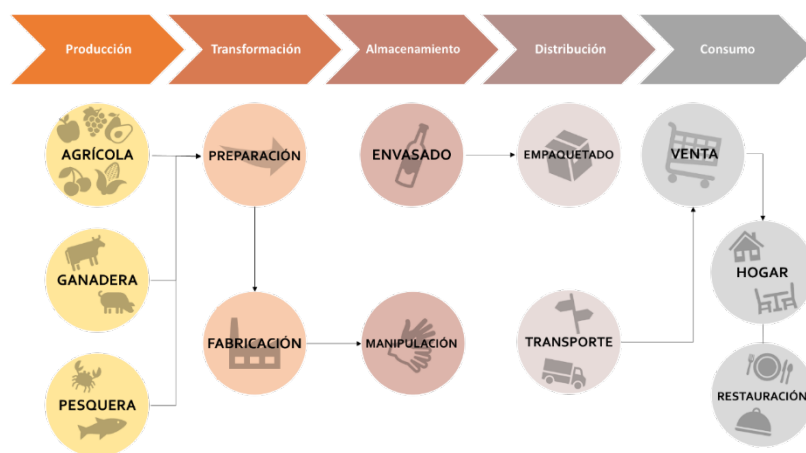 Producción
Transformación
Almacenamiento
Distribución
Consumo
AGRÍCOLA
PREPARACIÓN
ENVASADO
EMPAQUETADO
VENTA
GANADERA
HOGAR
FABRICACIÓN
MANIPULACIÓN
TRANSPORTE
PESQUERA
RESTAURACIÓN